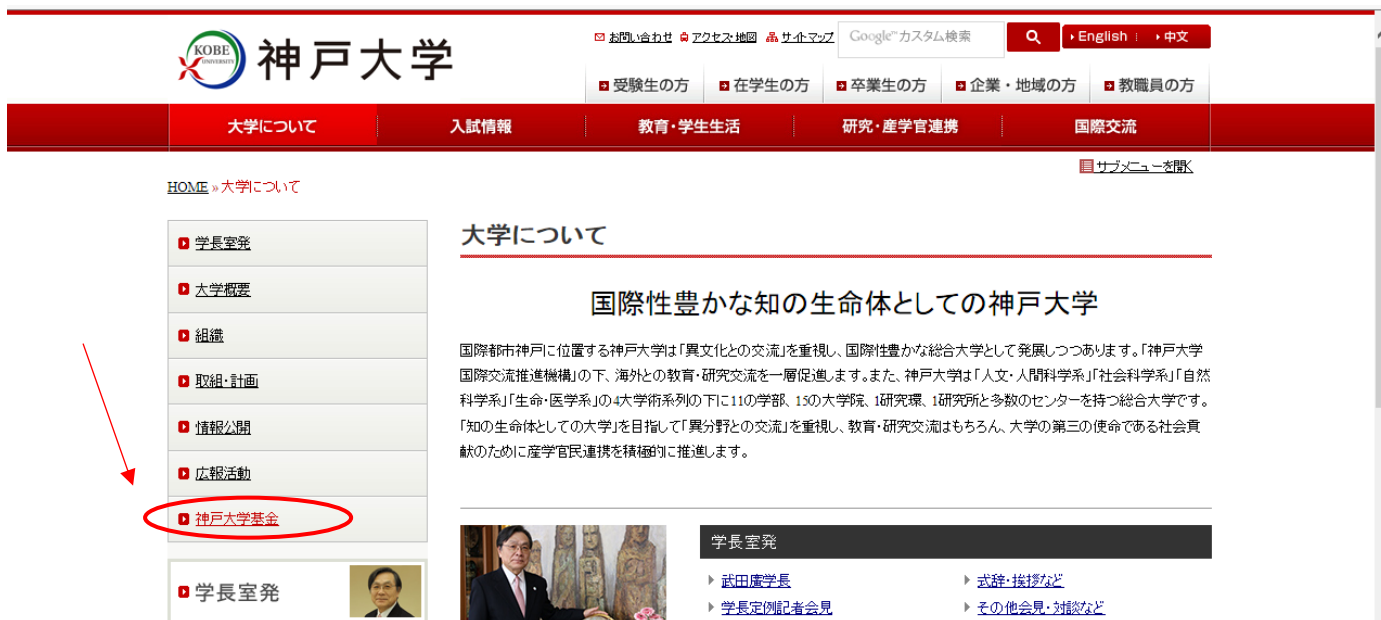 KOBE
UNIVERSITY
神戸大学
お問い合わせ アクセス・地図 サイトマップ Google™カスタム検索 English 中文
受験生の方 在学生の方 卒業生の方 企業・地域の方 教職員の方
大学について 入試情報 教育・学生生活 研究・産学官連携 国際交流
サブメニューを開く
HOME » 大学について
学長室発
大学概要
組織
取組・計画
情報公開
広報活動
神戸大学基金
学長室発
大学について
国際性豊かな知の生命体としての神戸大学
国際都市神戸に位置する神戸大学は「異文化との交流」を重視し、国際性豊かな総合大学として発展しつつあります。「神戸大学
国際交流推進機構」の下、海外との教育・研究交流を一層促進します。また、神戸大学は「人文・人間科学系」「社会科学系」「自然
科学系」「生命・医学系」の4大学術系列の下に11の学部、15の大学院、1研究環、1研究所と多数のセンターを持つ総合大学です。
「知の生命体としての大学」を目指して「異分野との交流」を重視し、教育・研究交流はもちろん、大学の第三の使命である社会貢
献のために産学官民連携を積極的に推進します。
学長室発
武田廣学長 式辞・挨拶など
学長定例記者会見 その他会見・対談など